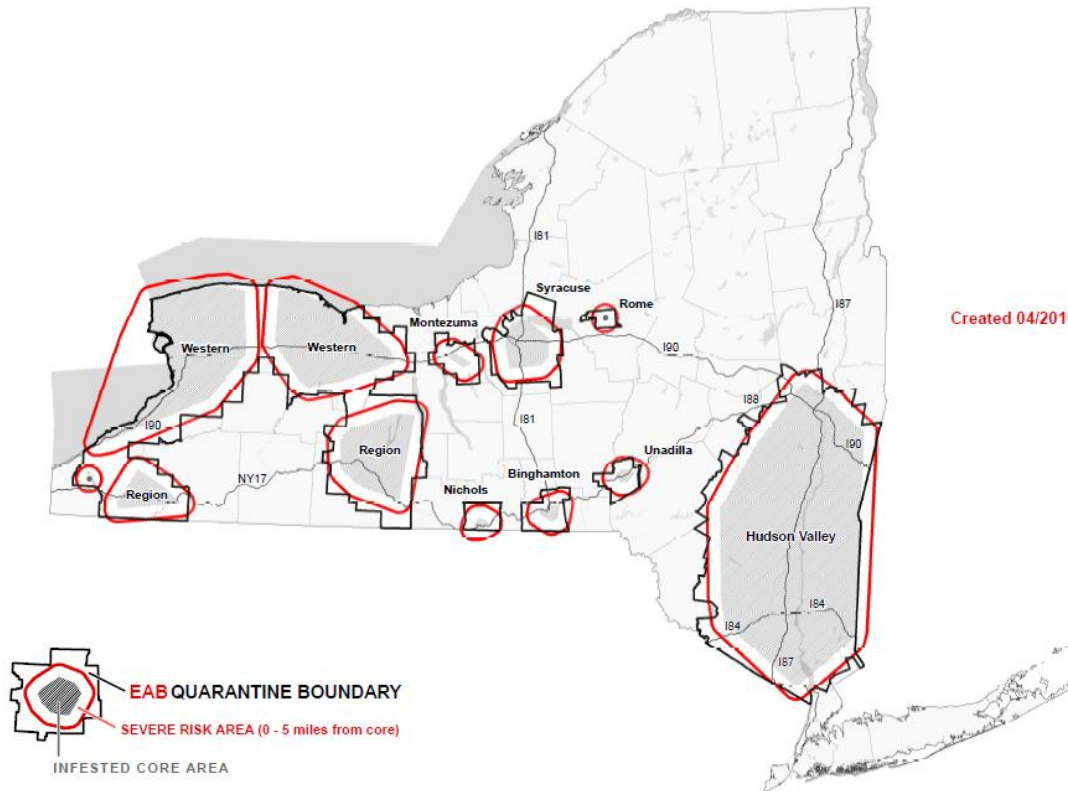 I81
Syracuse
Rome
I87
Montezuma
Created 04/201
Western
Western
I90
I88
I90
I81
I90
Region
Unadilla
NY17
Binghamton
Nichols
Region
Hudson Valley
I84
I84
I87
EAB QUARANTINE BOUNDARY
SEVERE RISK AREA (0 - 5 miles from core)
INFESTED CORE AREA